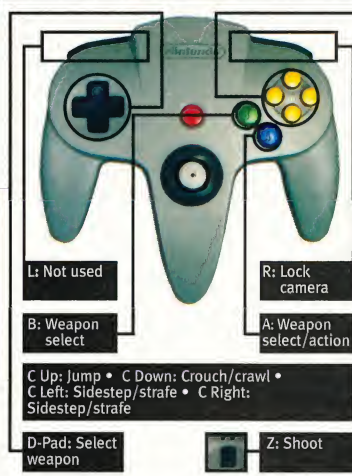 Nintendo
L: Not used
R: Lock
camera
B: Weapon
select
A: Weapon
select/action
C Up: Jump • C Down: Crouch/crawl •
C Left: Sidestep/strafe • C Right:
Sidestep/strafe
D-Pad: Select
weapon
Z: Shoot